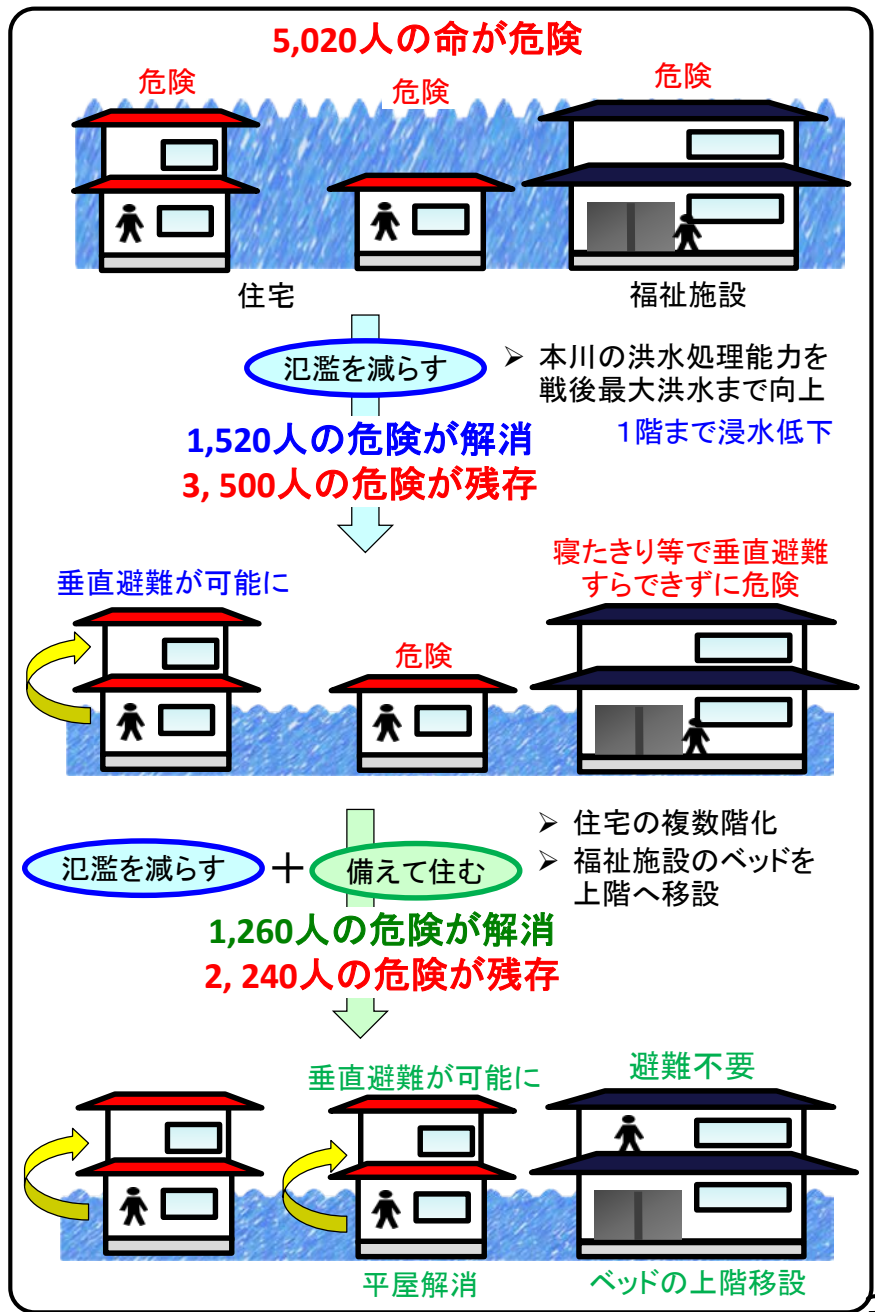 5,020人の命が危険
危険
危険
危険
住宅
福祉施設
氾濫を減らす
➢ 本川の洪水処理能力を
戦後最大洪水まで向上
1,520人の危険が解消
1階まで浸水低下
3, 500人の危険が残存
垂直避難が可能に
危険
寝たきり等で垂直避難
すらできずに危険
氾濫を減らす
+
備えて住む
➢ 住宅の複数階化
➢ 福祉施設のベッドを
上階へ移設
1,260人の危険が解消
2, 240人の危険が残存
垂直避難が可能に
避難不要
平屋解消
ベッドの上階移設